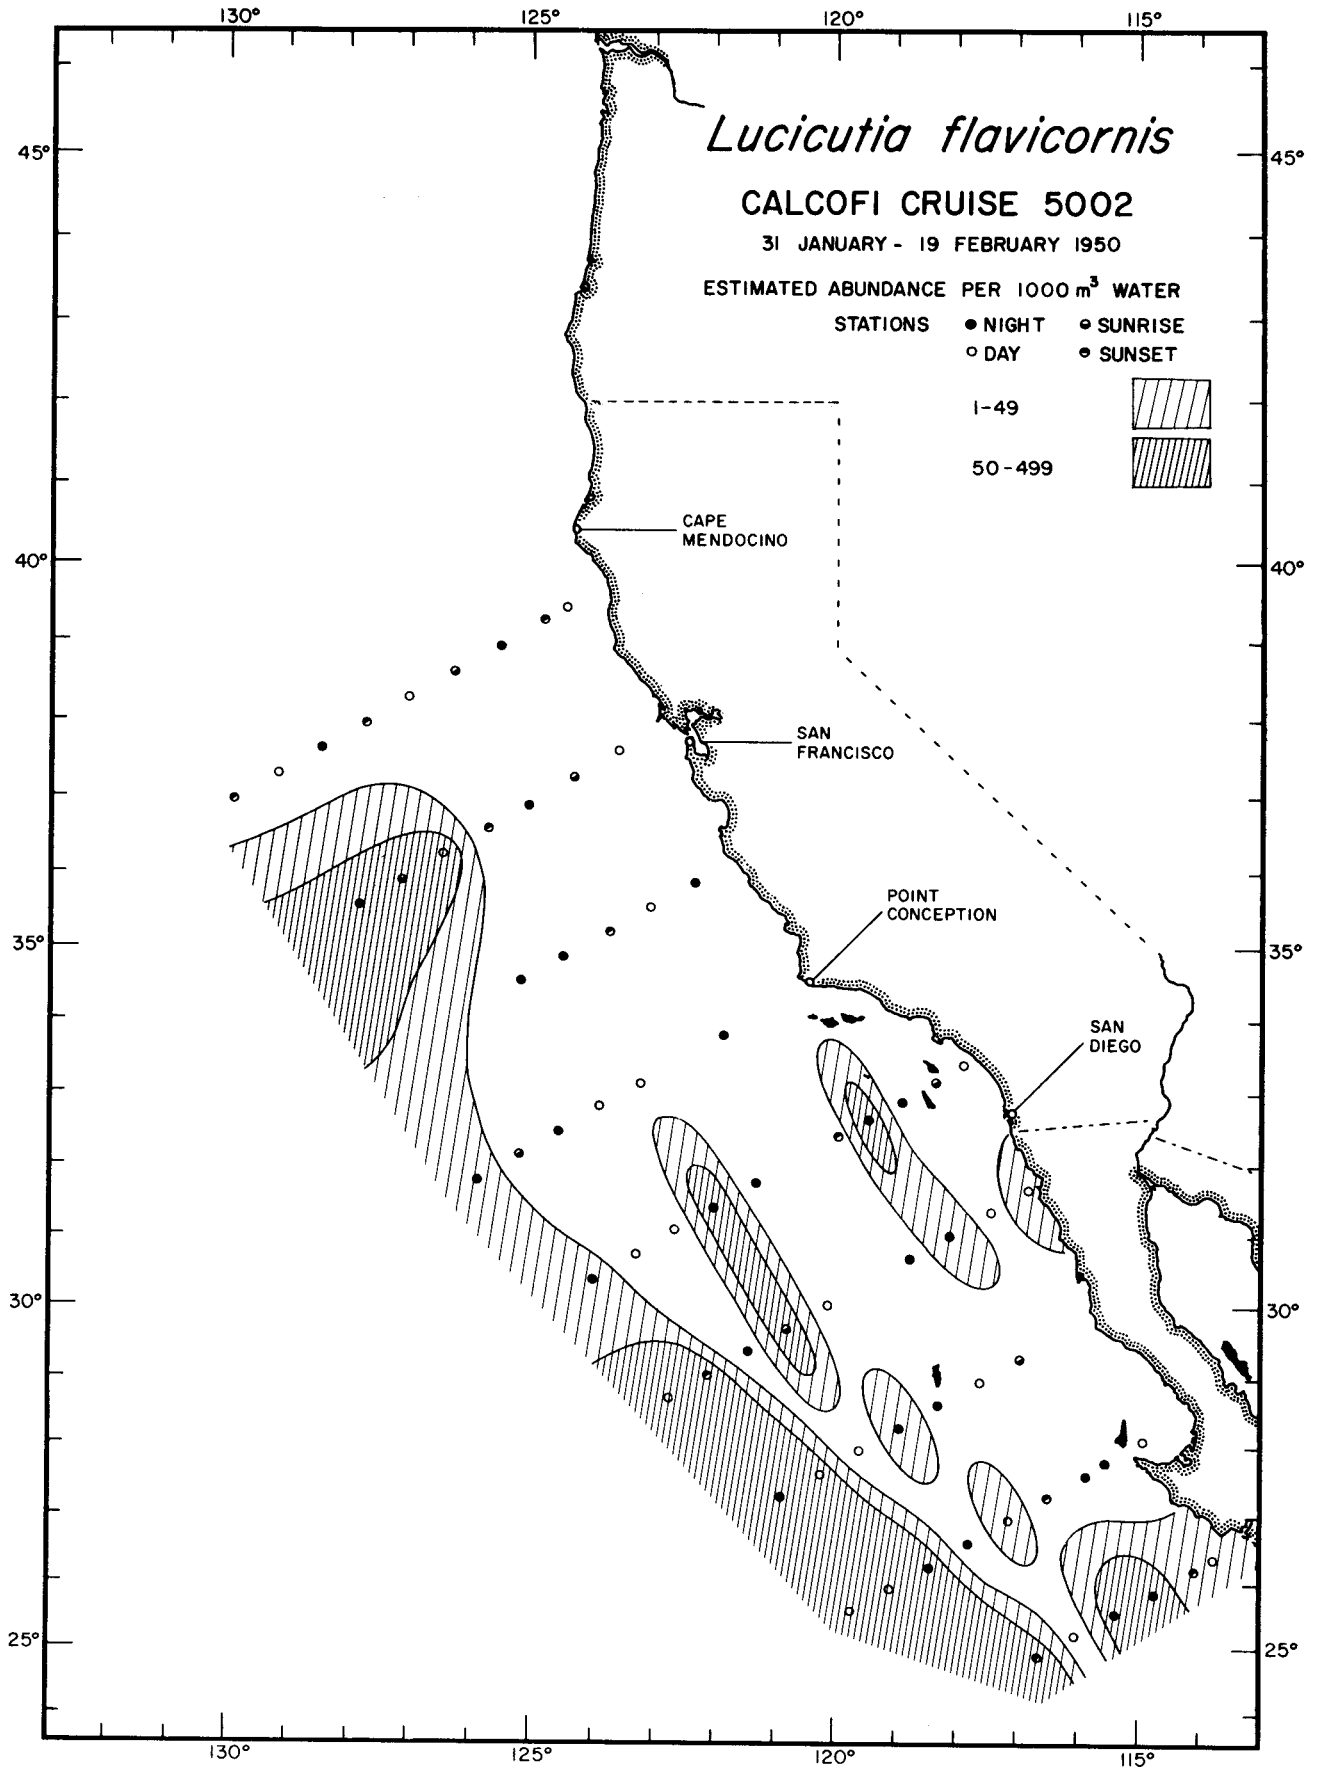 130° 125° 120° 115°
Lucicutia flavicornis
45° 45°
CALCOFI CRUISE 5002
31 JANUARY - 19 FEBRUARY 1950
ESTIMATED ABUNDANCE PER 1000 m³ WATER
STATIONS NIGHT SUNRISE
DAY SUNSET
1-49
50-499
CAPE
MENDOCINO
40° 40°
SAN
FRANCISCO
POINT
CONCEPTION
35° 35°
SAN
DIEGO
30° 30°
25° 25°
130° 125° 120° 115°